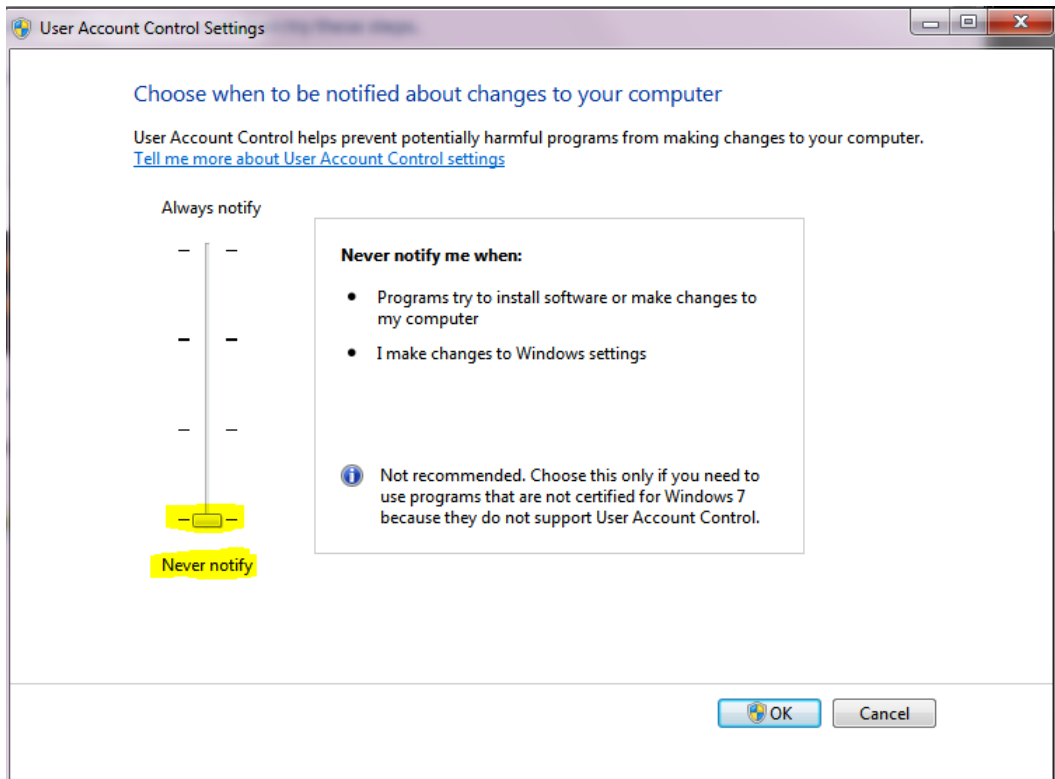 User Account Control Settings
these steps.
Choose when to be notified about changes to your computer
User Account Control helps prevent potentially harmful programs from making changes to your computer.
Tell me more about User Account Control settings
Always notify
Never notify me when:
Programs try to install software or make changes to
my computer
I make changes to Windows settings
Not recommended. Choose this only if you need to
use programs that are not certified for Windows 7
because they do not support User Account Control.
Never notify
OK Cancel